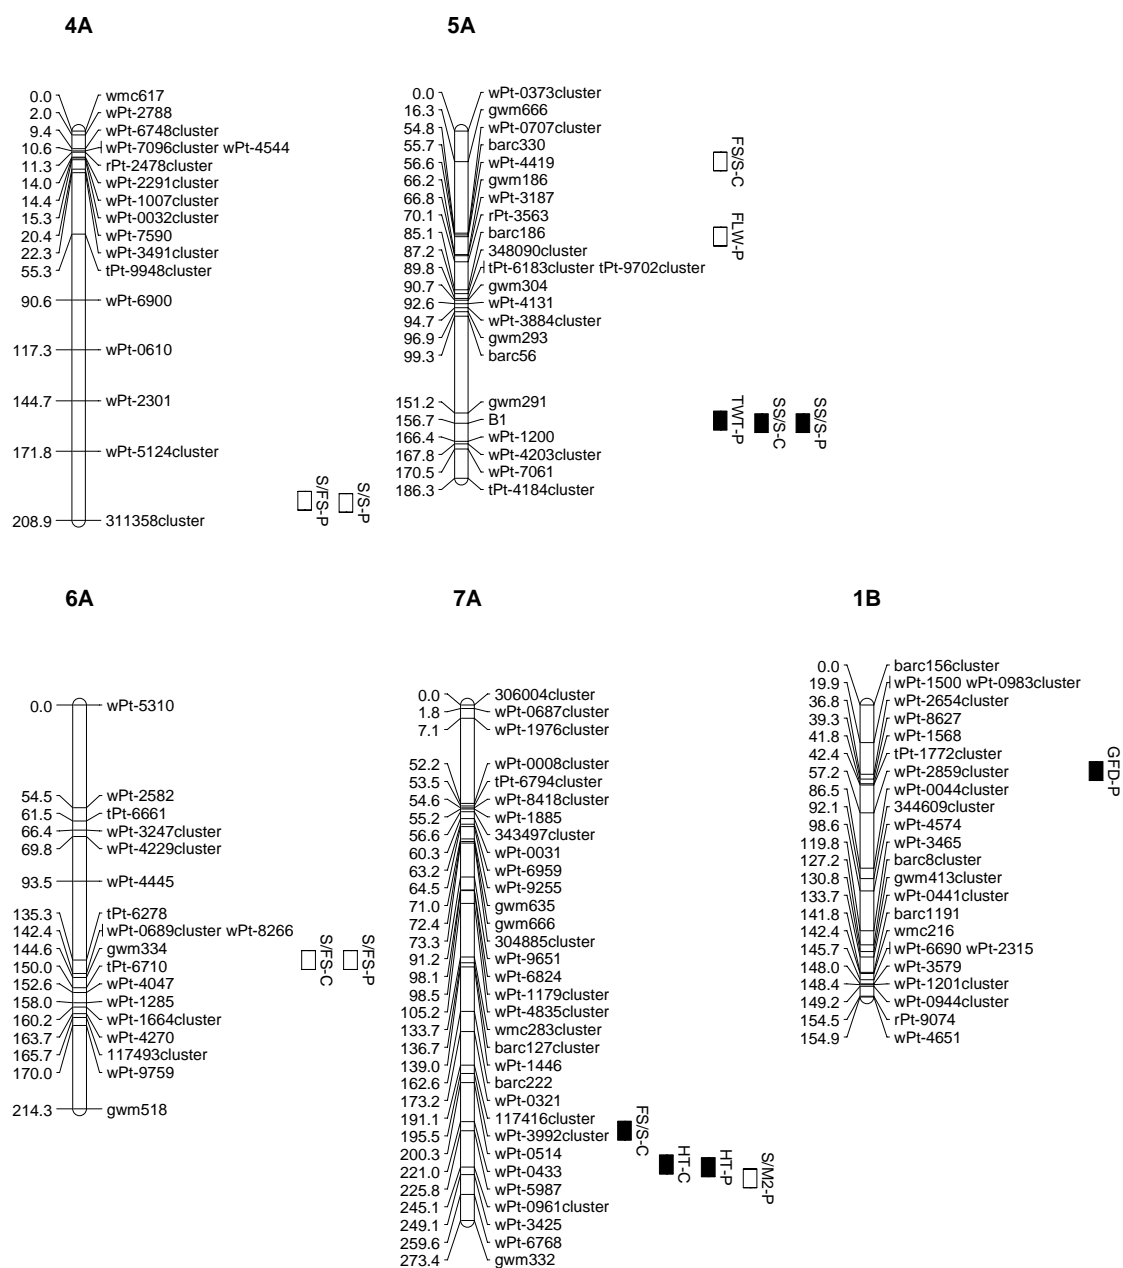 4A
0.0 wmc617
2.0 wPt-2788
9.4 wPt-6748cluster
10.6 wPt-7096cluster wPt-4544
11.3 rPt-2478cluster
14.0 wPt-2291cluster
14.4 wPt-1007cluster
15.3 wPt-0032cluster
20.4 wPt-7590
22.3 wPt-3491cluster
55.3 tPt-9948cluster
90.6 wPt-6900
117.3 wPt-0610
144.7 wPt-2301
171.8 wPt-5124cluster
208.9 311358cluster
S/FS-P
S/S-P
5A
0.0 wPt-0373cluster
16.3 gwm666
54.8 wPt-0707cluster
55.7 barc330
56.6 wPt-4419
66.2 gwm186
66.8 wPt-3187
70.1 rPt-3563
85.1 barc186
87.2 348090cluster
89.8 tPt-6183cluster tPt-9702cluster
90.7 gwm304
92.6 wPt-4131
94.7 wPt-3884cluster
96.9 gwm293
99.3 barc56
151.2 gwm291
156.7 B1
166.4 wPt-1200
167.8 wPt-4203cluster
170.5 wPt-7061
186.3 tPt-4184cluster
FS/S-C
FLW-P
TWT-P
SS/S-C
SS/S-P
6A
0.0 wPt-5310
54.5 wPt-2582
61.5 tPt-6661
66.4 wPt-3247cluster
69.8 wPt-4229cluster
93.5 wPt-4445
135.3 tPt-6278
142.4 wPt-0689cluster wPt-8266
144.6 gwm334
150.0 tPt-6710
152.6 wPt-4047
158.0 wPt-1285
160.2 wPt-1664cluster
163.7 wPt-4270
165.7 117493cluster
170.0 wPt-9759
214.3 gwm518
S/FS-C
S/FS-P
7A
0.0 306004cluster
1.8 wPt-0687cluster
7.1 wPt-1976cluster
52.2 wPt-0008cluster
53.5 tPt-6794cluster
54.6 wPt-8418cluster
55.2 wPt-1885
56.6 343497cluster
60.3 wPt-0031
63.2 wPt-6959
64.5 wPt-9255
71.0 gwm635
72.4 gwm666
73.3 304885cluster
91.2 wPt-9651
98.1 wPt-6824
98.5 wPt-1179cluster
105.2 wPt-4835cluster
133.7 wmc283cluster
136.7 barc127cluster
139.0 wPt-1446
162.6 barc222
173.2 wPt-0321
191.1 117416cluster
195.5 wPt-3992cluster
200.3 wPt-0514
221.0 wPt-0433
225.8 wPt-5987
245.1 wPt-0961cluster
249.1 wPt-3425
259.6 wPt-6768
273.4 gwm332
FS/S-C
HT-C
HT-P
S/M2-P
1B
0.0 barc156cluster
19.9 wPt-1500 wPt-0983cluster
36.8 wPt-2654cluster
39.3 wPt-8627
41.8 wPt-1568
42.4 tPt-1772cluster
57.2 wPt-2859cluster
86.5 wPt-0044cluster
92.1 344609cluster
98.6 wPt-4574
119.8 wPt-3465
127.2 barc8cluster
130.8 gwm413cluster
133.7 wPt-0441cluster
141.8 barc1191
142.4 wmc216
145.7 wPt-6690 wPt-2315
148.0 wPt-3579
148.4 wPt-1201cluster
149.2 wPt-0944cluster
154.5 rPt-9074
154.9 wPt-4651
GFD-P